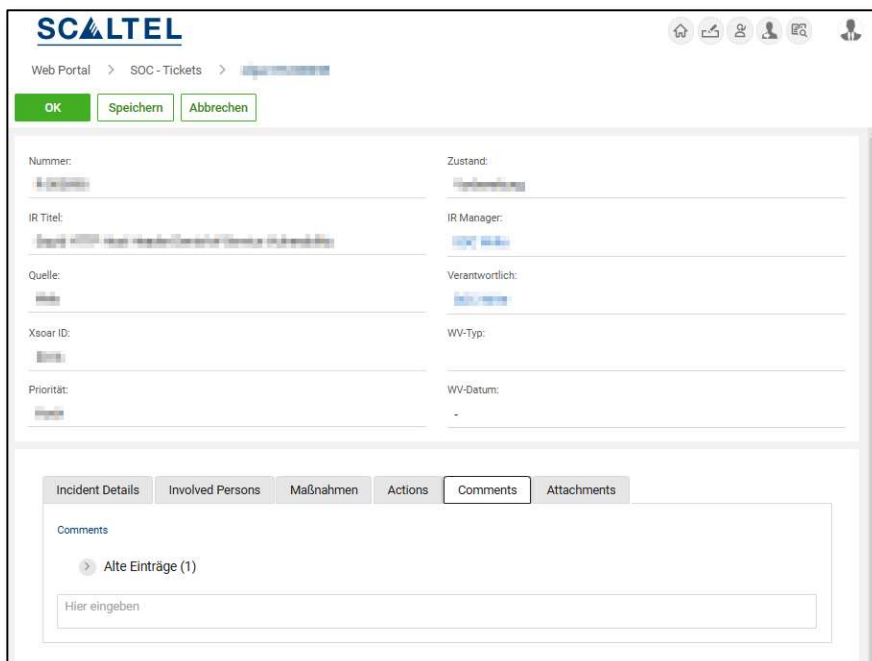 SCALTEL
Web Portal > SOC - Tickets >
OK Speichern Abbrechen
Nummer: Zustand:
IR Titel: IR Manager:
Quelle: Verantwortlich:
Xsoar ID: WV-Typ:
Priorität: WV-Datum:
-
Incident Details Involved Persons Maßnahmen Actions Comments Attachments
Comments
> Alte Einträge (1)
Hier eingeben